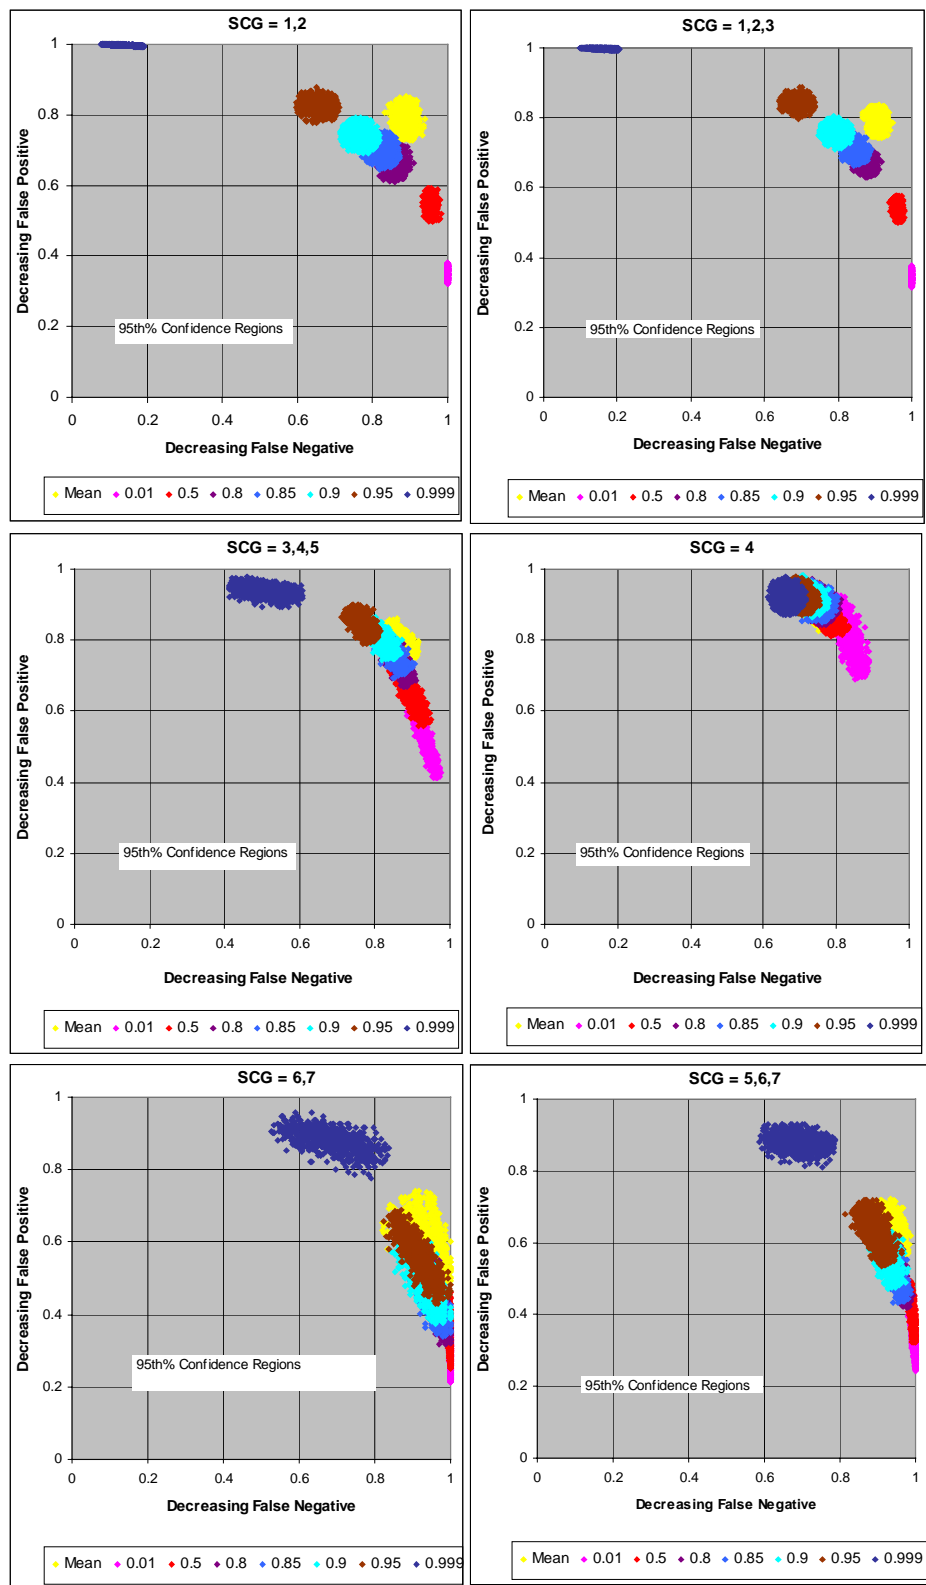 SCG = 1,2
Decreasing False Positive
1
0.8
0.6
0.4
0.2
0
95th% Confidence Regions
0 0.2 0.4 0.6 0.8 1
Decreasing False Negative
Mean 0.01 0.5 0.8 0.85 0.9 0.95 0.999
SCG = 1,2,3
Decreasing False Positive
1
0.8
0.6
0.4
0.2
0
95th% Confidence Regions
0 0.2 0.4 0.6 0.8 1
Decreasing False Negative
Mean 0.01 0.5 0.8 0.85 0.9 0.95 0.999
SCG = 3,4,5
Decreasing False Positive
1
0.8
0.6
0.4
0.2
0
95th% Confidence Regions
0 0.2 0.4 0.6 0.8 1
Decreasing False Negative
Mean 0.01 0.5 0.8 0.85 0.9 0.95 0.999
SCG = 4
Decreasing False Positive
1
0.8
0.6
0.4
0.2
0
95th% Confidence Regions
0 0.2 0.4 0.6 0.8 1
Decreasing False Negative
Mean 0.01 0.5 0.8 0.85 0.9 0.95 0.999
SCG = 6,7
Decreasing False Positive
1
0.8
0.6
0.4
0.2
0
95th% Confidence Regions
0 0.2 0.4 0.6 0.8 1
Decreasing False Negative
Mean 0.01 0.5 0.8 0.85 0.9 0.95 0.999
SCG = 5,6,7
Decreasing False Positive
1
0.8
0.6
0.4
0.2
0
95th% Confidence Regions
0 0.2 0.4 0.6 0.8 1
Decreasing False Negative
Mean 0.01 0.5 0.8 0.85 0.9 0.95 0.999